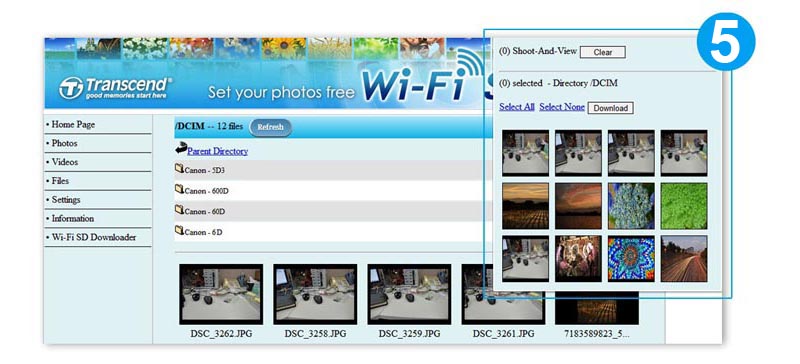 5
Transcend®
good memories start here
Set your photos free
Wi-Fi S
• Home Page
• Photos
• Videos
• Files
• Settings
• Information
• Wi-Fi SD Downloader
/DCIM -- 12 files Refresh
Parent Directory
Canon - 5D3
Canon - 600D
Canon - 60D
Canon - 6D
DSC_3262.JPG DSC_3258.JPG DSC_3259.JPG DSC_3261.JPG 7183589823_5...
(0) Shoot-And-View Clear
(0) selected - Directory /DCIM
Select All Select None Download